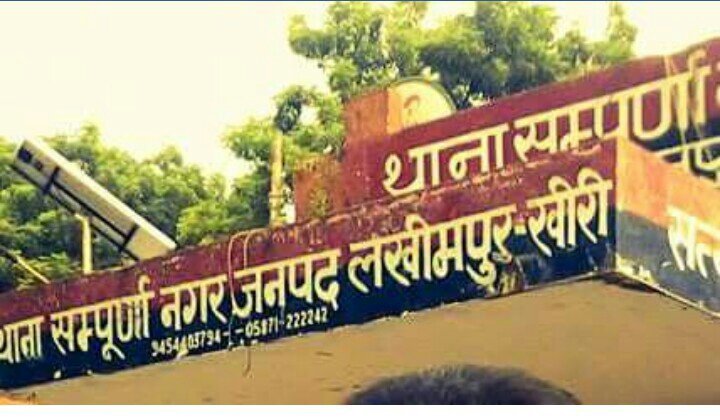 थाना सम्पूर्णा
थाना सम्पूर्णा नगर जनपद लखीमपुर-खीरी
9454403794--05871-222242